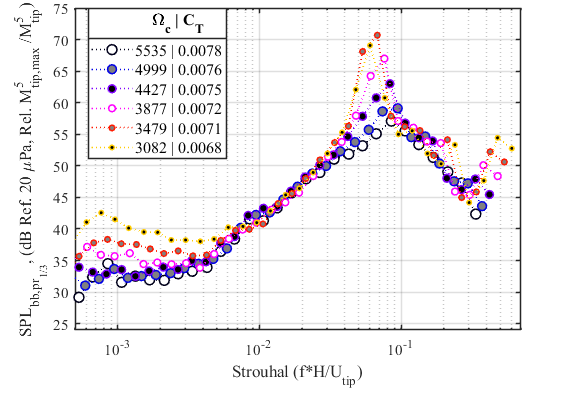 SPL_bb,pr 1/3 , (dB Ref. 20 μPa, Rel. M^5_tip,max /M^5_tip)
75
70
65
60
55
50
45
40
35
30
25
Ω_c | C_T
5535 | 0.0078
4999 | 0.0076
4427 | 0.0075
3877 | 0.0072
3479 | 0.0071
3082 | 0.0068
10^-3
10^-2
10^-1
Strouhal (f*H/U_tip)